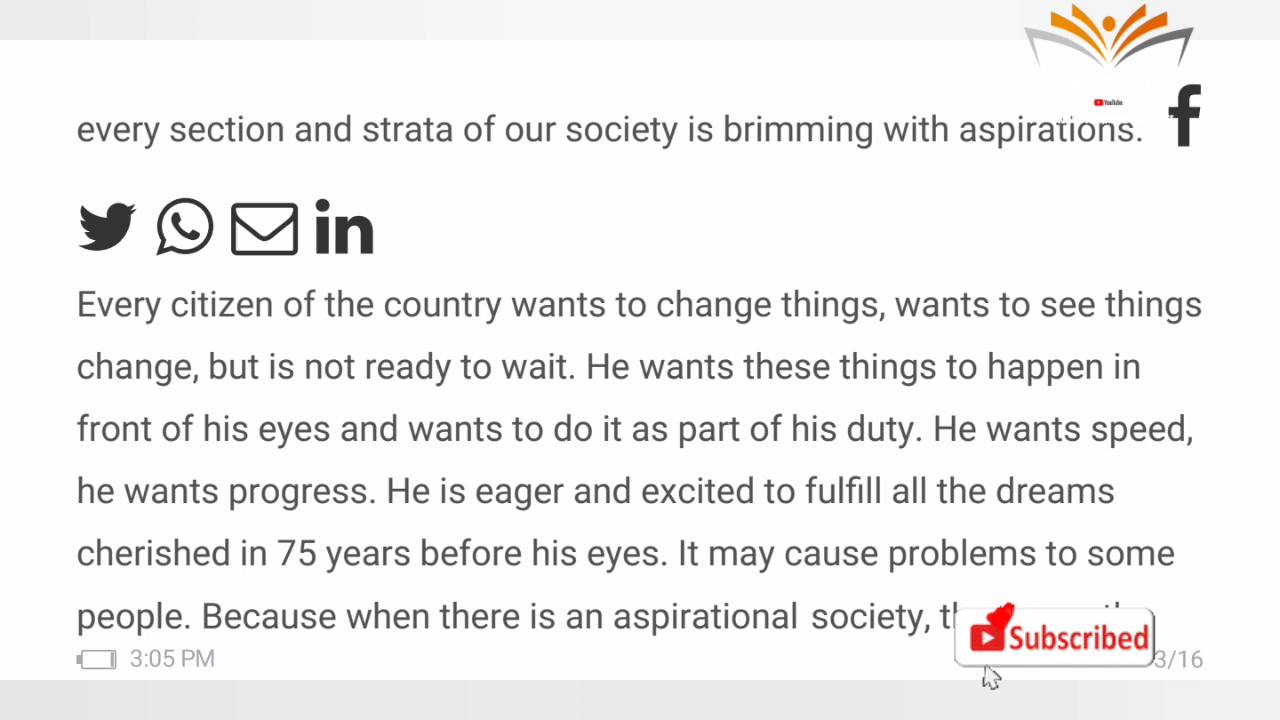 YouTube
every section and strata of our society is brimming with aspirations.
Every citizen of the country wants to change things, wants to see things
change, but is not ready to wait. He wants these things to happen in
front of his eyes and wants to do it as part of his duty. He wants speed,
he wants progress. He is eager and excited to fulfill all the dreams
cherished in 75 years before his eyes. It may cause problems to some
people. Because when there is an aspirational society,
Subscribed
3:05 PM
3/16